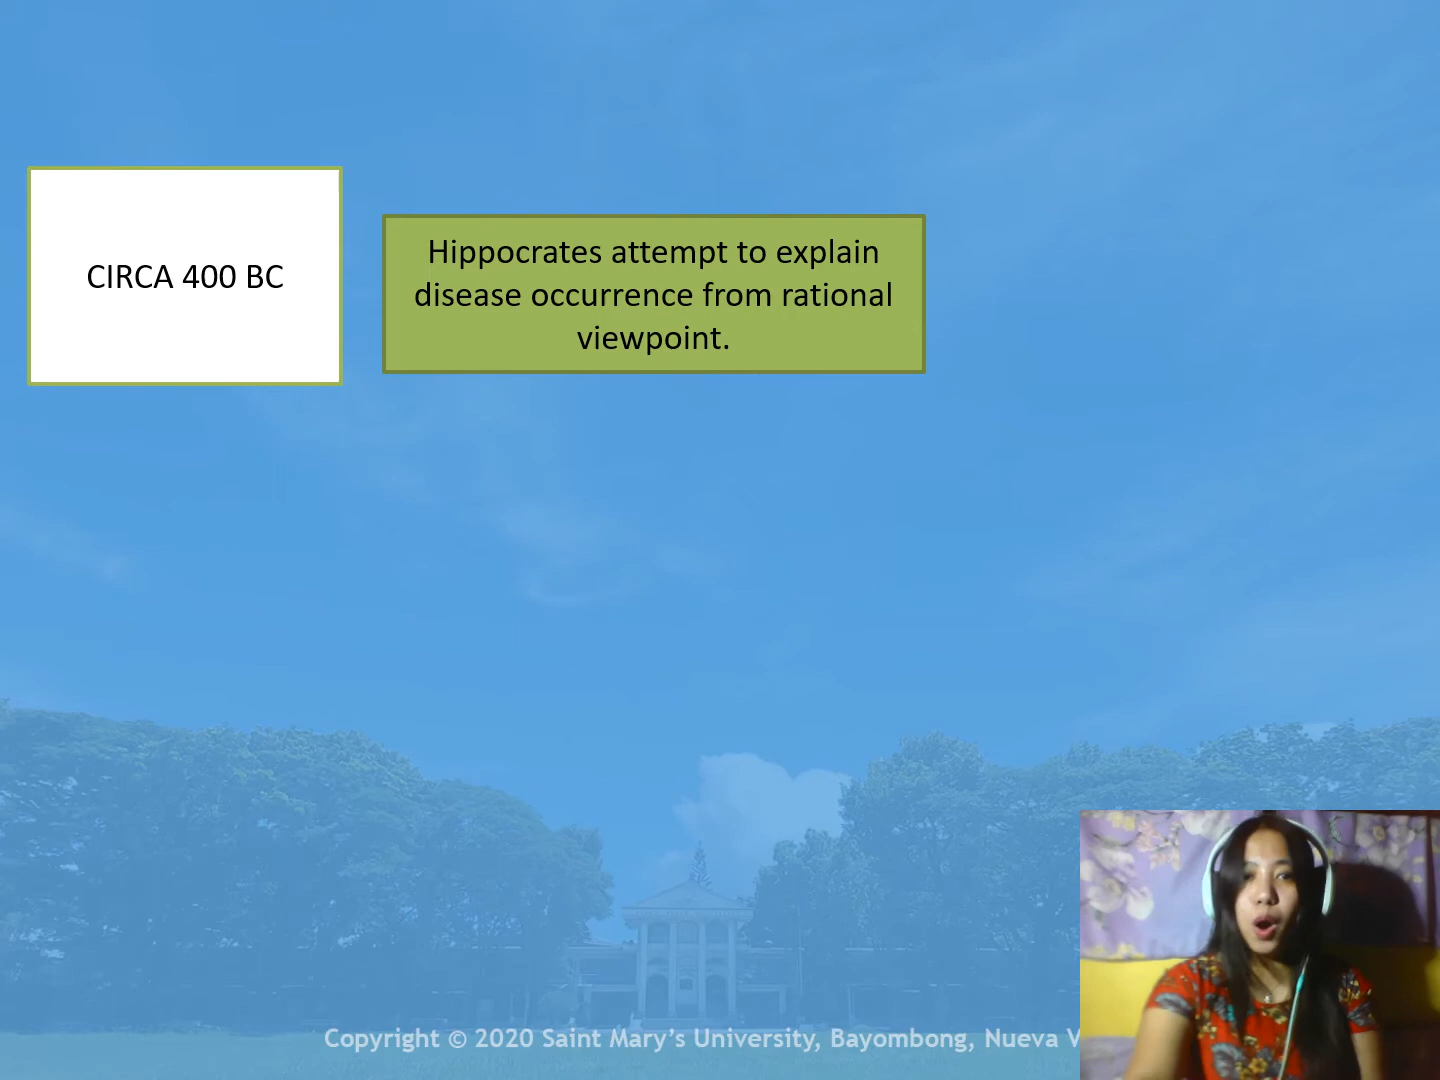 CIRCA 400 BC
Hippocrates attempt to explain
disease occurrence from rational
viewpoint.
Copyright © 2020 Saint Mary's University, Bayombong, Nueva V